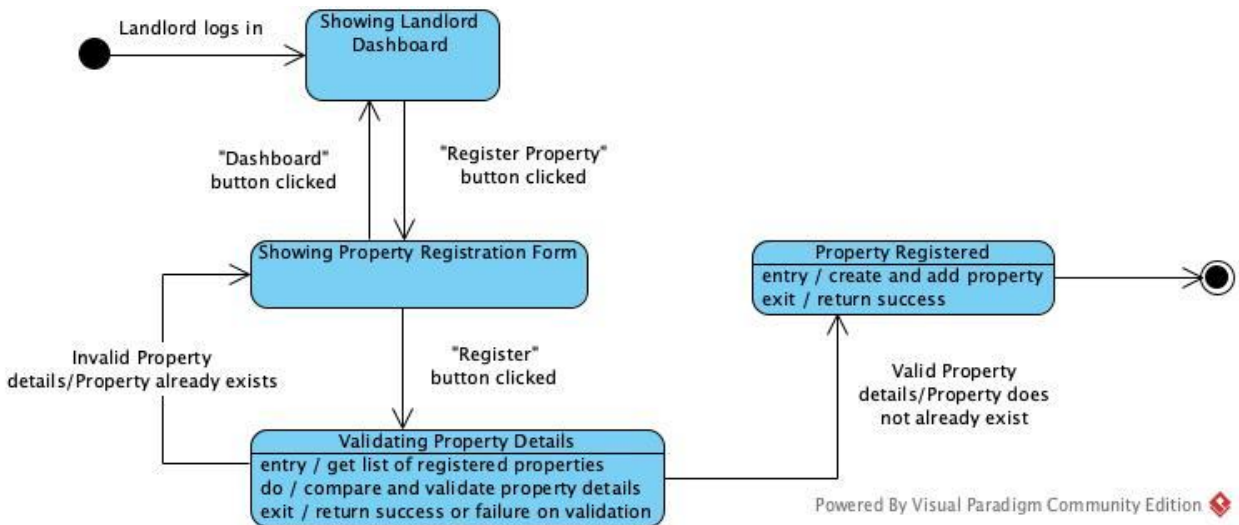 Landlord logs in
Showing Landlord
Dashboard
"Dashboard"
button clicked
"Register Property"
button clicked
Showing Property Registration Form
Property Registered
entry / create and add property
exit / return success
Invalid Property
details/Property already exists
"Register"
button clicked
Valid Property
details/Property does
not already exist
Validating Property Details
entry / get list of registered properties
do / compare and validate property details
exit / return success or failure on validation
Powered By Visual Paradigm Community Edition